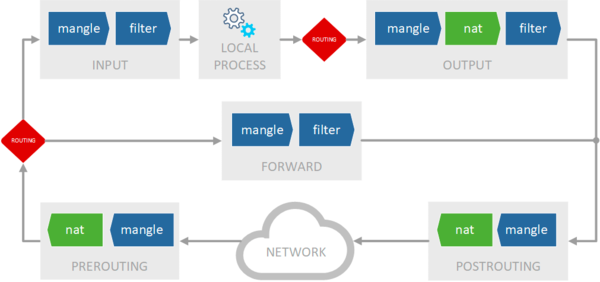 mangle filter
INPUT
LOCAL
PROCESS
ROUTING
mangle nat filter
OUTPUT
ROUTING
mangle filter
FORWARD
nat mangle
PREROUTING
NETWORK
nat mangle
POSTROUTING